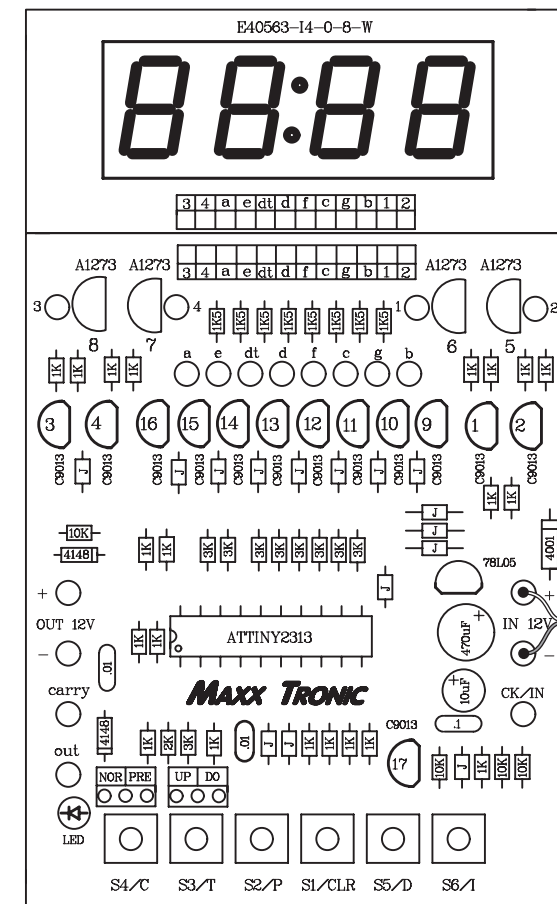 E40563-I4-0-8-W
88:88
3 4 a e dt d f c g b 1 2
3 4 a e dt d f c g b 1 2
A1273 A1273 A1273 A1273
3 4 1 2
8 7 6 5
1K5 1K5 1K5 1K5 1K5 1K5 1K5 1K5
a e dt d f c g b
1K 1K 1K 1K 1K 1K 1K 1K
3 4 16 15 14 13 12 11 10 9 1 2
C9013 J C9013 C9013 J C9013 J C9013 J C9013 J C9013 J C9013 J C9013 J C9013 C9013 C9013
1K 1K
J
J
J
4001
10K
4148
1K 1K 3K 3K 3K 3K 3K 3K 3K 3K
78L05
J
+ +
OUT 12V IN 12V
- -
1K 1K
ATTINY2313
+
470uF
.01
MAXX TRONIC
+
10uF
carry
CK/IN
.1
4148
1K 2K 3K 1K .01 J J 1K 1K 1K 1K
C9013
17
10K J 1K 10K 10K
out
NOR PRE UP DO
LED
S4/C S3/T S2/P S1/CLR S5/D S6/I